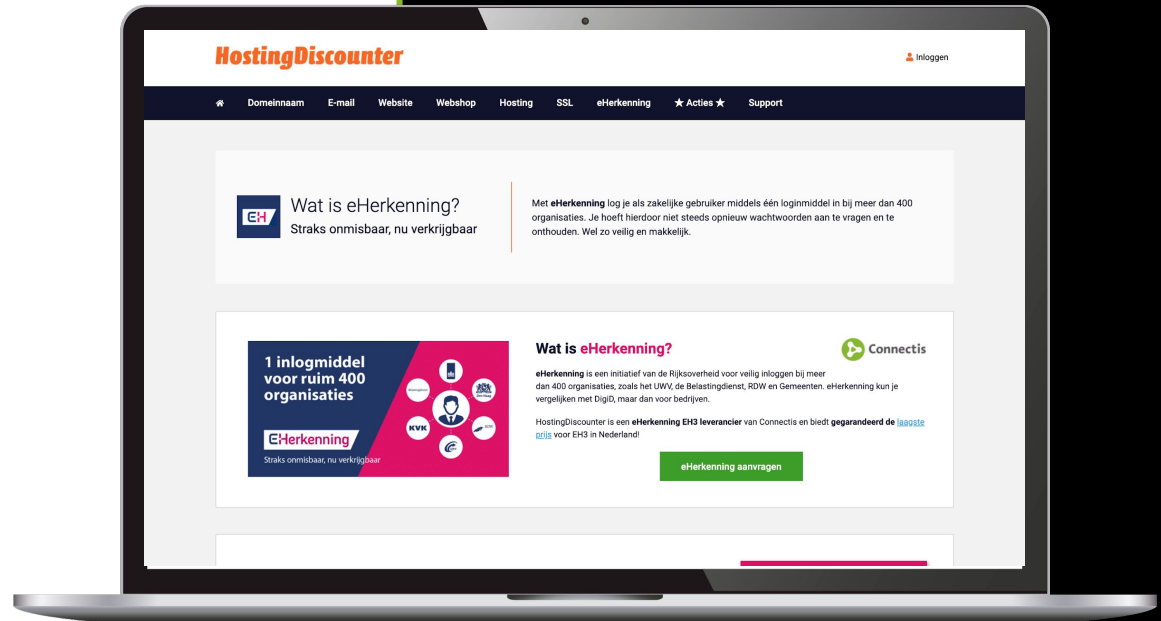 HostingDiscounter
Inloggen
Domeinnaam E-mail Website Webshop Hosting SSL eHerkenning ★ Acties ★ Support
EH
Wat is eHerkenning?
Straks onmisbaar, nu verkrijgbaar
Met eHerkenning log je als zakelijke gebruiker middels één loginmiddel in bij meer dan 400
organisaties. Je hoeft hierdoor niet steeds opnieuw wachtwoorden aan te vragen en te
onthouden. Wel zo veilig en makkelijk.
1 inlogmiddel
voor ruim 400
organisaties
KVK
EHerkenning
Straks onmisbaar, nu verkrijgbaar
Wat is eHerkenning?
Connectis
eHerkenning is een initiatief van de Rijksoverheid voor veilig inloggen bij meer
dan 400 organisaties, zoals het UWV, de Belastingdienst, RDW en Gemeenten. eHerkenning kun je
vergelijken met DigiD, maar dan voor bedrijven.
HostingDiscounter is een eHerkenning EH3 leverancier van Connectis en biedt gegarandeerd de laagste
prijs voor EH3 in Nederland!
eHerkenning aanvragen